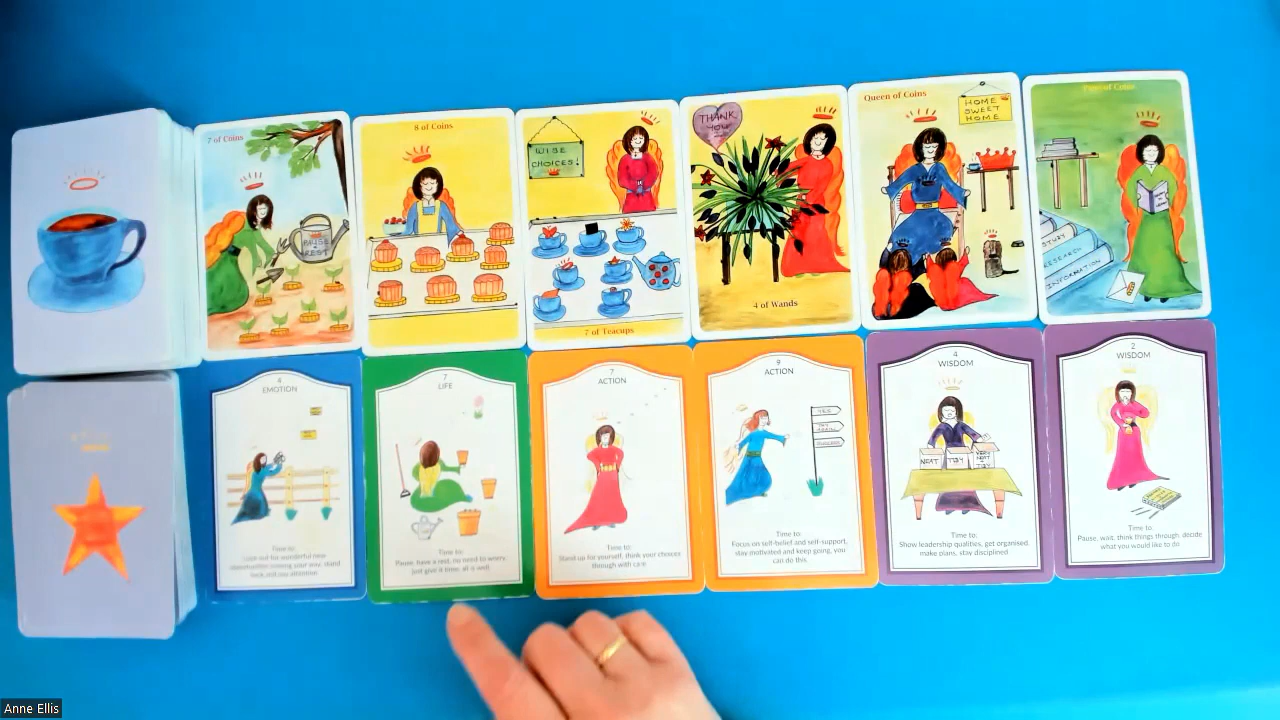 7 of Coins
PAUSE
REST
8 of Coins
WISE
CHOICES!
7 of Teacups
THANK
YOU
4 of Wands
Queen of Coins
HOME
SWEET
HOME
STUDY
RESEARCH
INFORMATION
4
EMOTION
Time to:
Look out for wonderful new
opportunities coming your way, stand
back and pay attention
7
LIFE
Time to:
Pause, have a rest, no need to worry,
just give it time, all is well
7
ACTION
Time to:
Stand up for yourself, think your choices
through with care
9
ACTION
YES
Time to:
Focus on self-belief and self-support,
stay motivated and keep going, you
can do this
4
WISDOM
NEAT
TIDY
VERY
NEAT
Time to:
Show leadership qualities, get organised,
make plans, stay disciplined
2
WISDOM
Time to:
Pause, wait, think things through, decide
what you would like to do
Anne Ellis